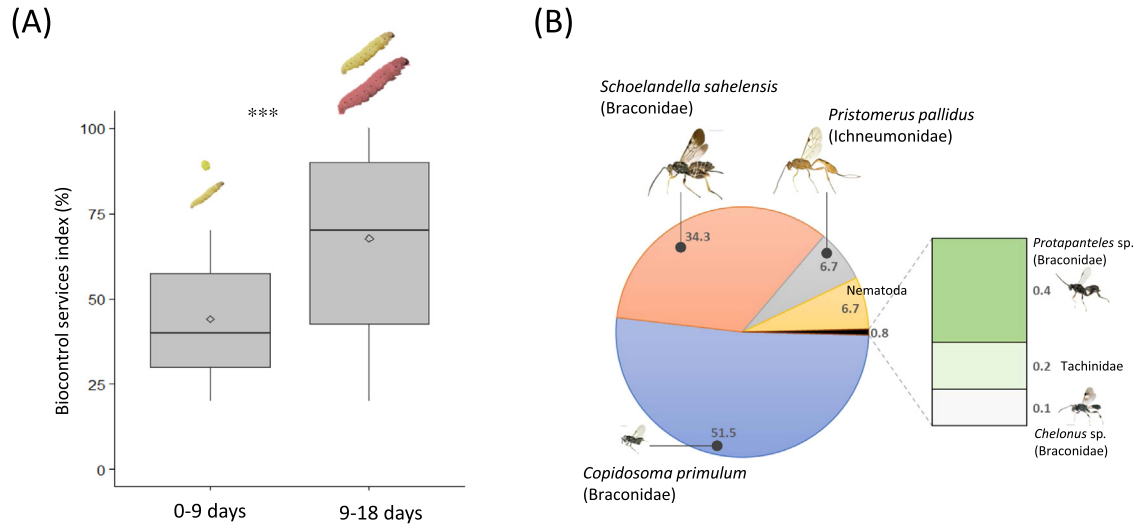 (A)
***
Biocontrol services index (%)
100
75
50
25
0
0-9 days
9-18 days
(B)
Schoelandella sahelensis
(Braconidae)
Pristomerus pallidus
(Ichneumonidae)
34.3
6.7
Nematoda
6.7
0.8
51.5
Copidosoma primulum
(Braconidae)
Protapanteles sp.
(Braconidae)
0.4
0.2 Tachinidae
0.1
Chelonus sp.
(Braconidae)